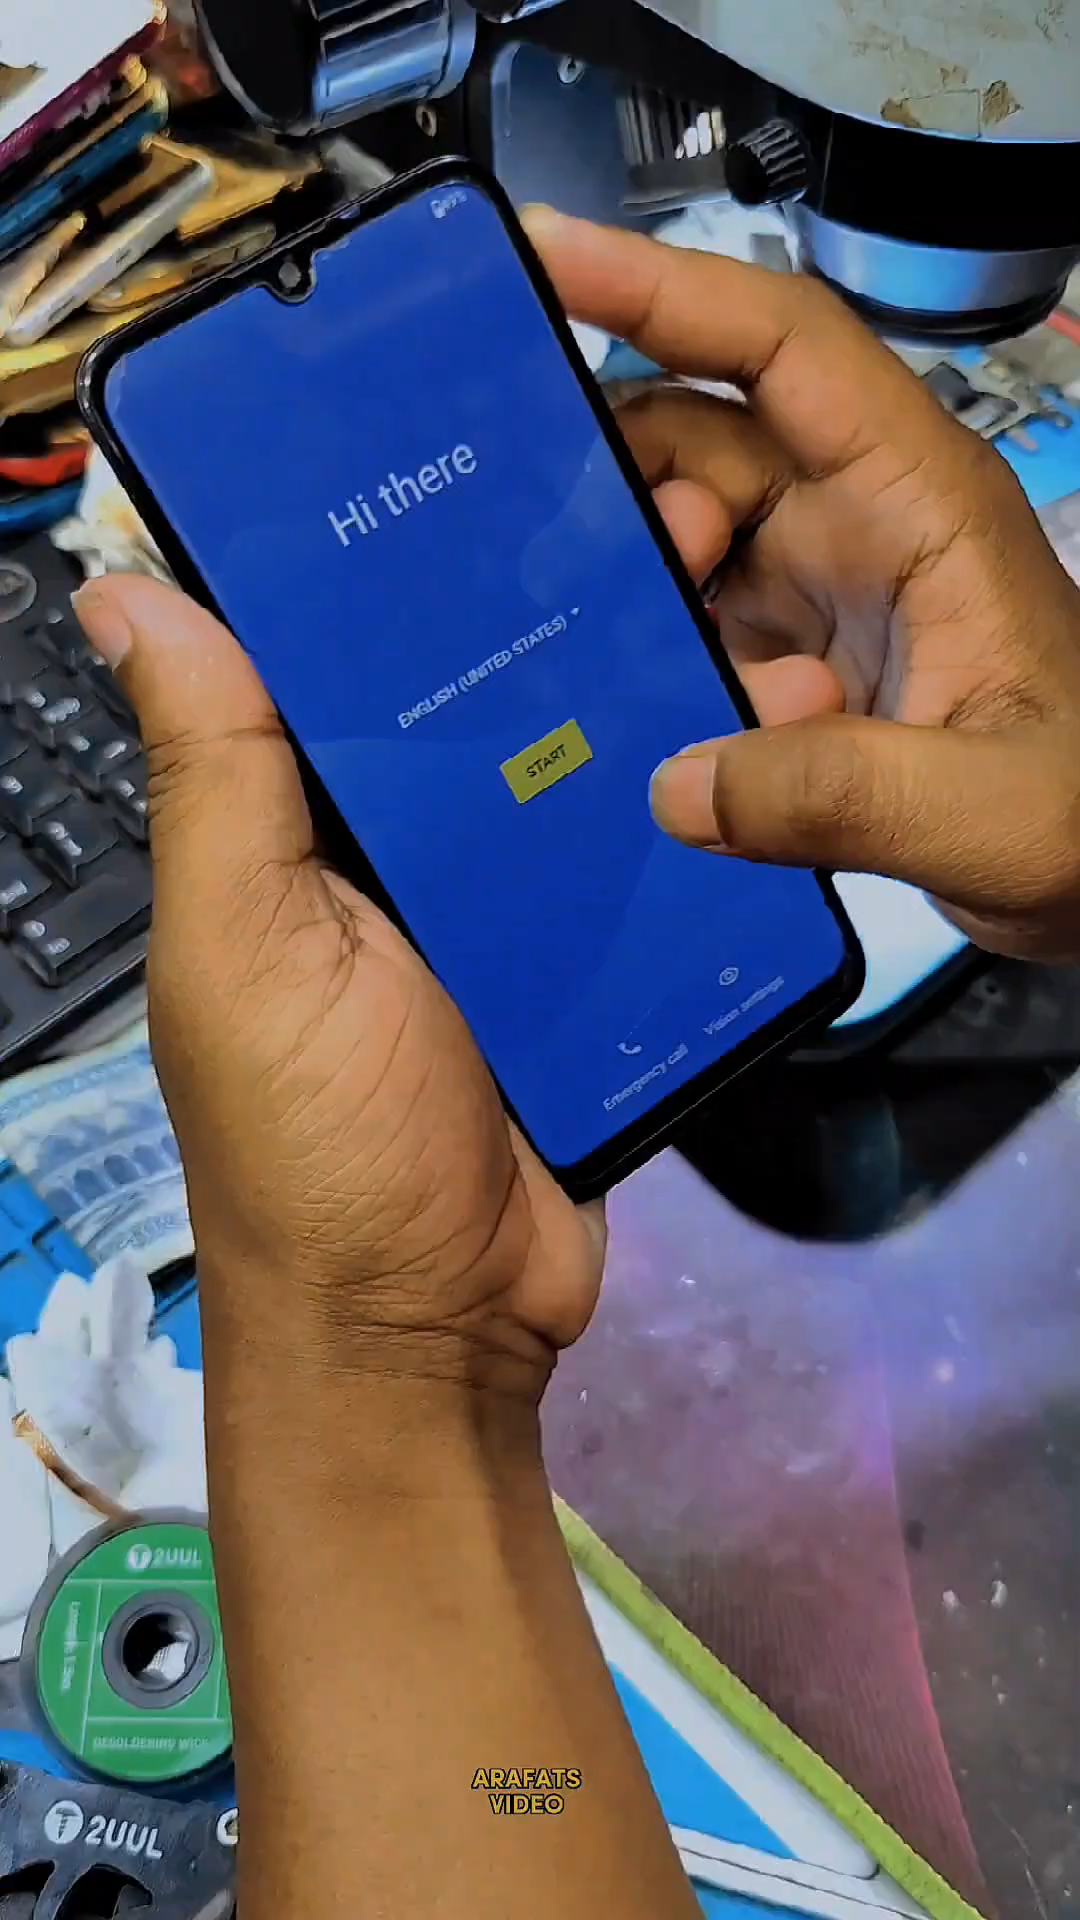 Hi there
ENGLISH (UNITED STATES)
START
Vision settings
Emergency call
2UUL
DESOLDERING WICK
2UUL
ARAFATS
VIDEO